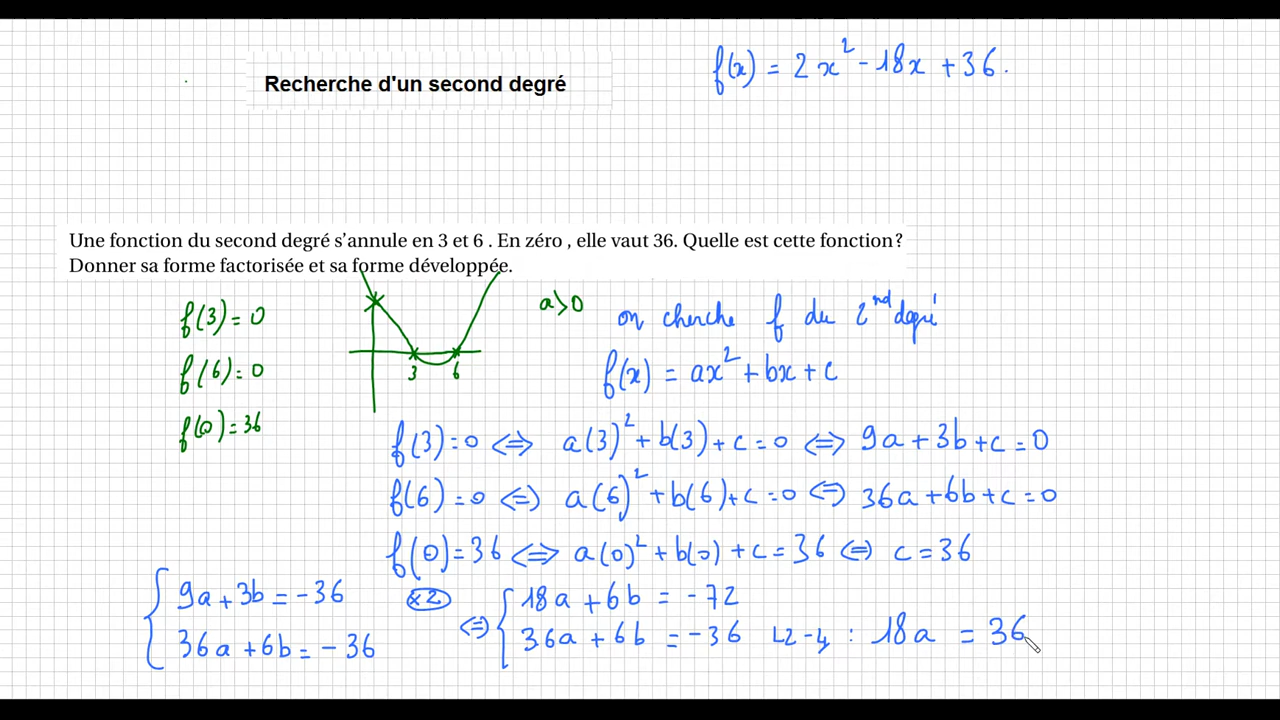 f(x) = 2x² - 18x + 36.
Recherche d'un second degré
Une fonction du second degré s'annule en 3 et 6 . En zéro , elle vaut 36. Quelle est cette fonction?
Donner sa forme factorisée et sa forme développée.
f(3) = 0
f(6) = 0
f(0) = 36
3 6
a>0
on cherche f du 2nd degré
f(x) = ax² + bx + c
f(3) = 0 ⇔ a(3)² + b(3) + c = 0 ⇔ 9a + 3b + c = 0
f(6) = 0 ⇔ a(6)² + b(6) + c = 0 ⇔ 36a + 6b + c = 0
f(0) = 36 ⇔ a(0)² + b(0) + c = 36 ⇔ c = 36
9a + 3b = -36 x2 ⇔ 18a + 6b = -72
36a + 6b = -36 36a + 6b = -36 L2 - L1 : 18a = 36